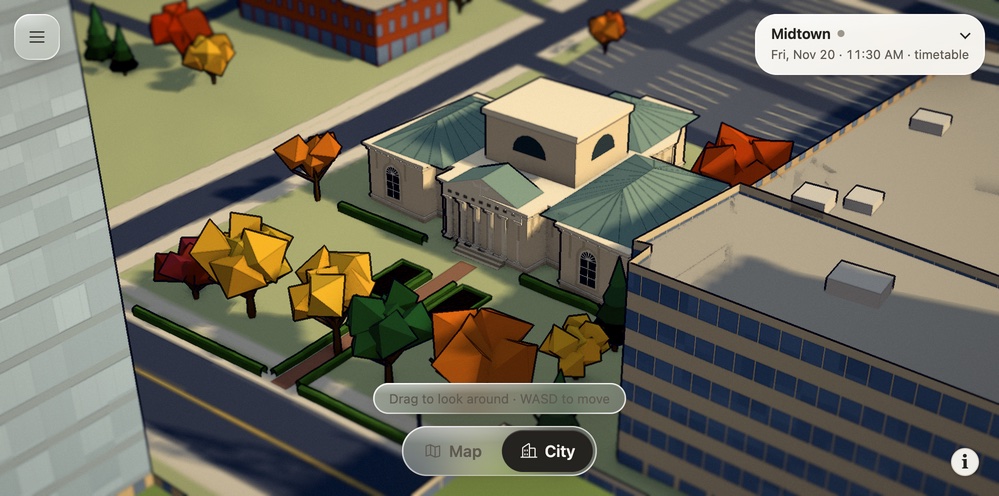 Midtown
Fri, Nov 20 · 11:30 AM · timetable
Drag to look around · WASD to move
Map
City
i